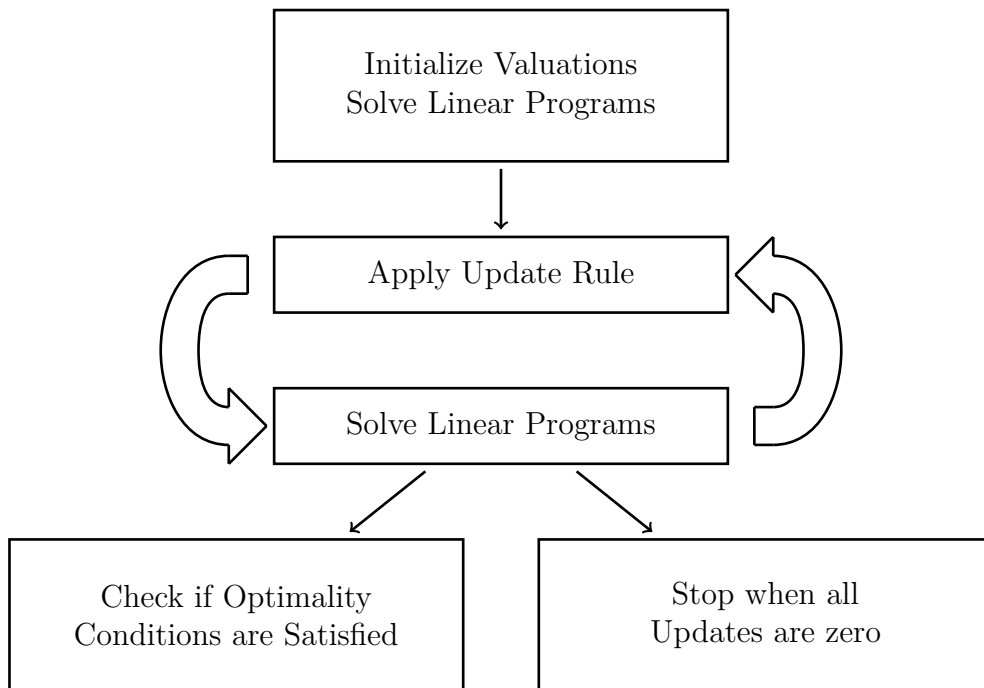 Initialize Valuations
Solve Linear Programs
Apply Update Rule
Solve Linear Programs
Check if Optimality
Conditions are Satisfied
Stop when all
Updates are zero